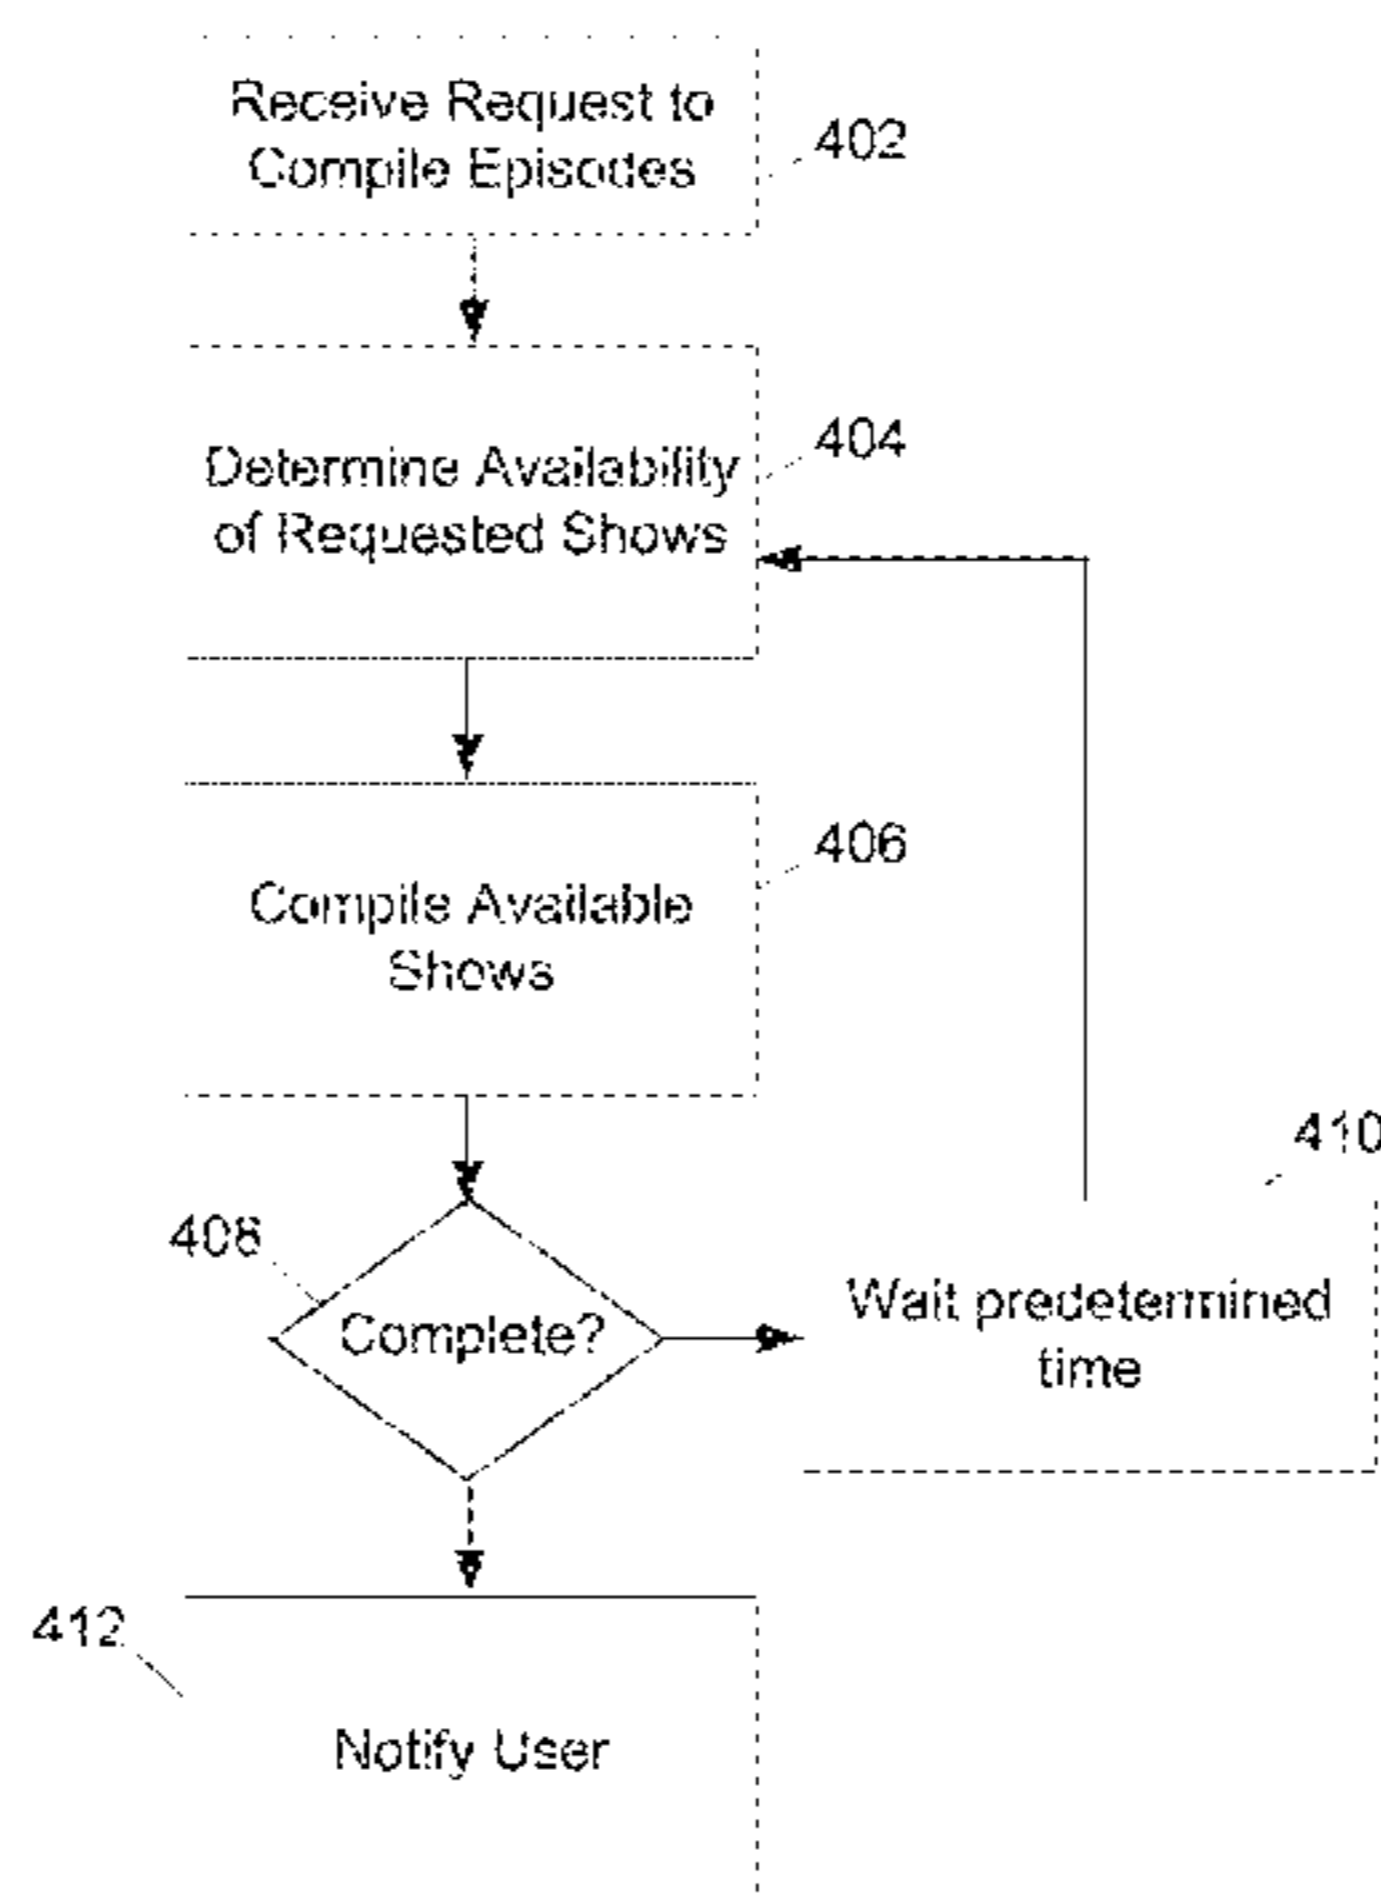 Receive Request to
Compile Episodes
402
Determine Availability
of Requested Shows
404
Compile Available
Shows
406
408
Complete?
410
Wait predetermined
time
412
Notify User